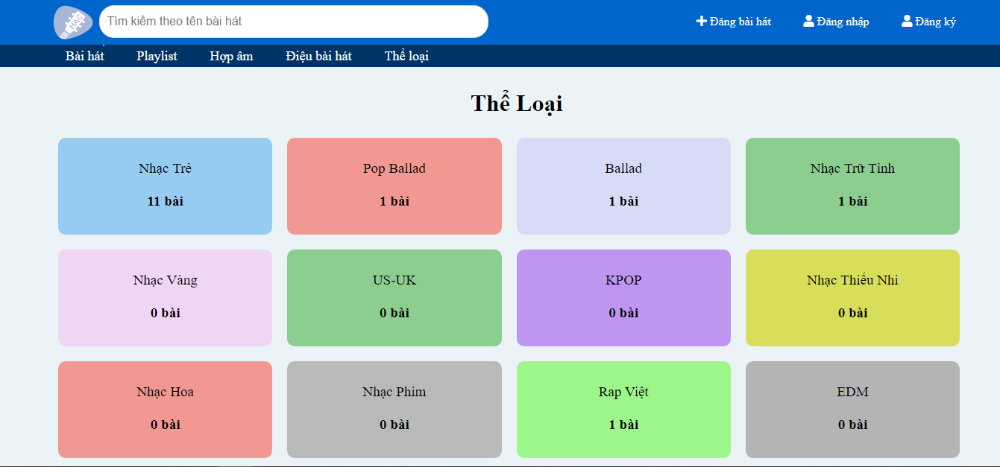 HAC
Tìm kiếm theo tên bài hát
Đăng bài hát
Đăng nhập
Đăng ký
Bài hát
Playlist
Hợp âm
Điệu bài hát
Thể loại
Thể Loại
Nhạc Trẻ
11 bài
Pop Ballad
1 bài
Ballad
1 bài
Nhạc Trữ Tình
1 bài
Nhạc Vàng
0 bài
US-UK
0 bài
KPOP
0 bài
Nhạc Thiếu Nhi
0 bài
Nhạc Hoa
0 bài
Nhạc Phim
0 bài
Rap Việt
1 bài
EDM
0 bài